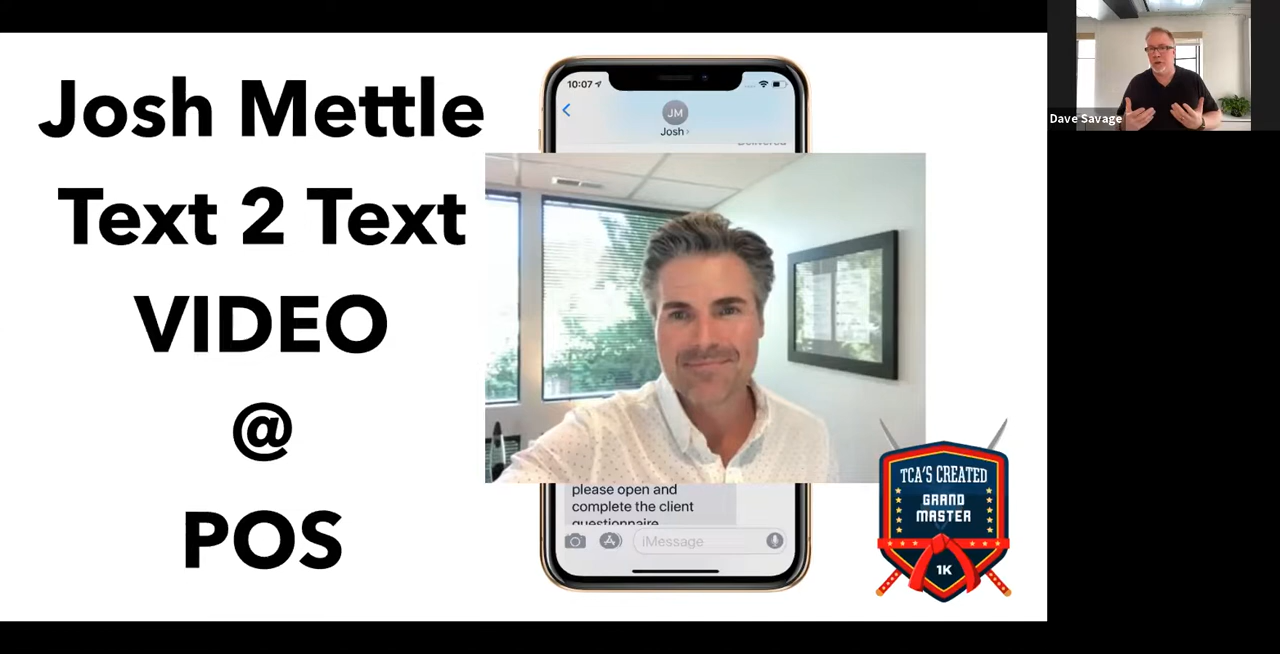 Josh Mettle
Text 2 Text
VIDEO
@
POS
10:07
JM
Josh
Delivered
please open and
complete the client
questionnaire
iMessage
TCA'S CREATED
GRAND
MASTER
1K
Dave Savage